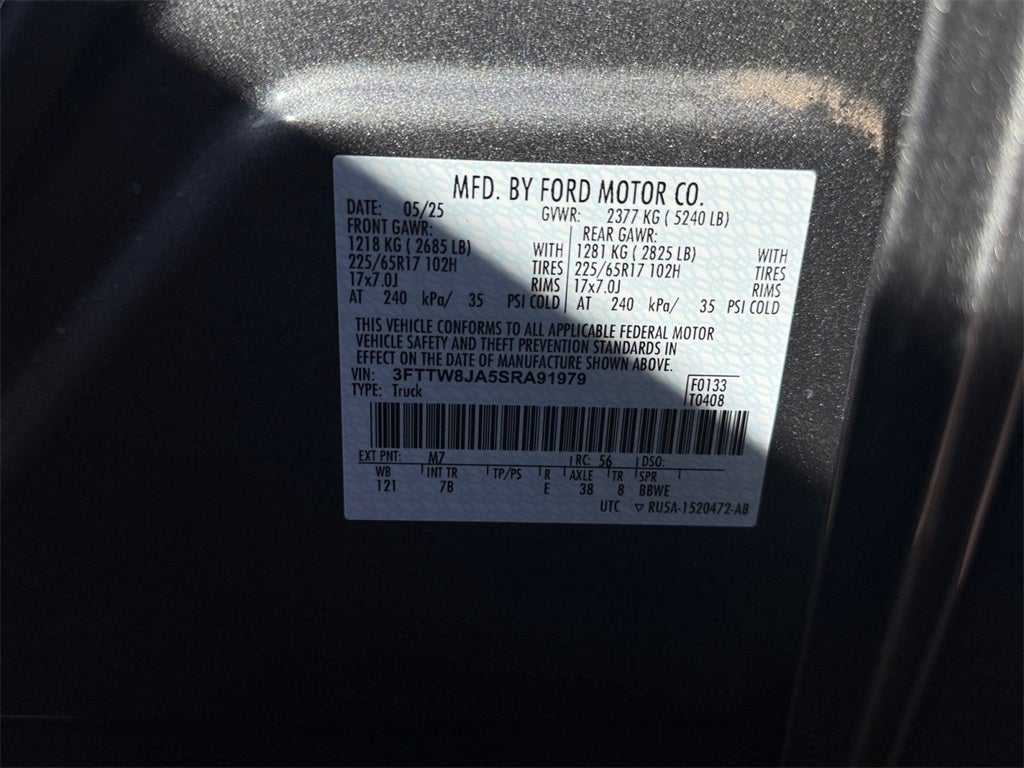 MFD. BY FORD MOTOR CO.
DATE: 05/25 GVWR: 2377 KG ( 5240 LB)
FRONT GAWR: REAR GAWR:
1218 KG ( 2685 LB) WITH 1281 KG ( 2825 LB) WITH
225/65R17 102H TIRES 225/65R17 102H TIRES
17x7.0J RIMS 17x7.0J RIMS
AT 240 kPa/ 35 PSI COLD AT 240 kPa/ 35 PSI COLD
THIS VEHICLE CONFORMS TO ALL APPLICABLE FEDERAL MOTOR
VEHICLE SAFETY AND THEFT PREVENTION STANDARDS IN
EFFECT ON THE DATE OF MANUFACTURE SHOWN ABOVE.
VIN: 3FTTW8JA5SRA91979 F0133
TYPE: Truck T0408
EXT PNT: M7 RC: 56 DSO:
WB INT TR TP/PS R AXLE TR SPR
121 7B E 38 8 BBWE
UTC ▽ RU5A-1520472-AB